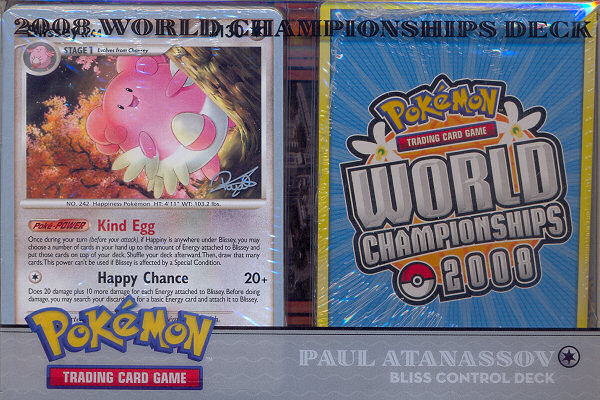 2008 WORLD CHAMPIONSHIPS DECK
130
STAGE 1 Evolves from Chansey
NO. 242 Happiness Pokémon HT: 4'11" WT: 103.2 lbs.
Poké-POWER Kind Egg
Once during your turn (before your attack), if Happiny is anywhere under Blissey, you may
choose a number of cards in your hand up to the amount of Energy attached to Blissey and
put those cards on top of your deck. Shuffle your deck afterward. Then, draw that many
cards. This power can't be used if Blissey is affected by a Special Condition.
Happy Chance 20+
Does 20 damage plus 10 more damage for each Energy attached to Blissey. Before doing
damage, you may search your discard for a basic Energy card and attach it to Blissey.
POKéMON
TRADING CARD GAME
POKéMON
TRADING CARD GAME
WORLD
CHAMPIONSHIPS
2008
PAUL ATANASSOV
BLISS CONTROL DECK